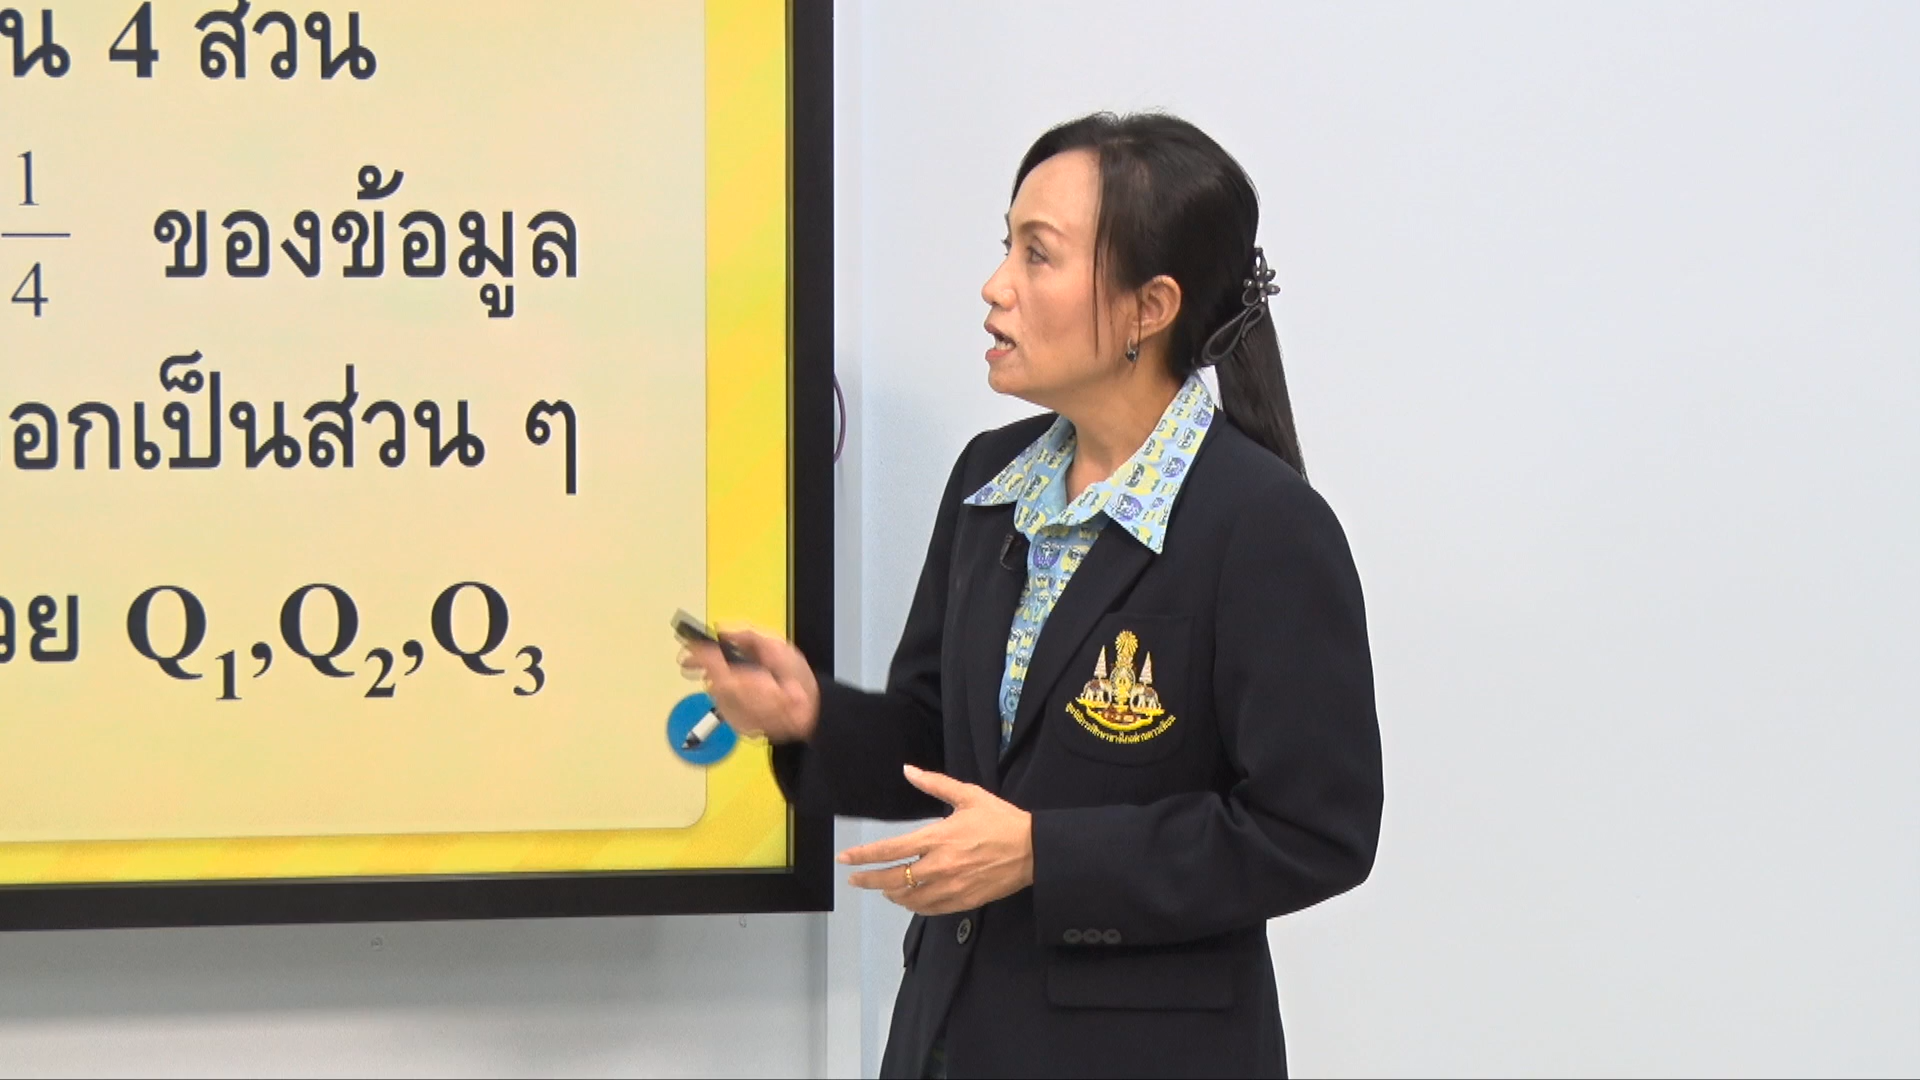 น 4 ส่วน
1
4
ของข้อมูล
อกเป็นส่วน ๆ
วย Q₁,Q₂,Q₃